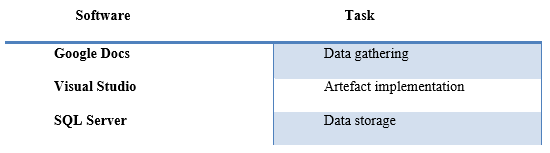 Software Task
Google Docs Data gathering
Visual Studio Artefact implementation
SQL Server Data storage